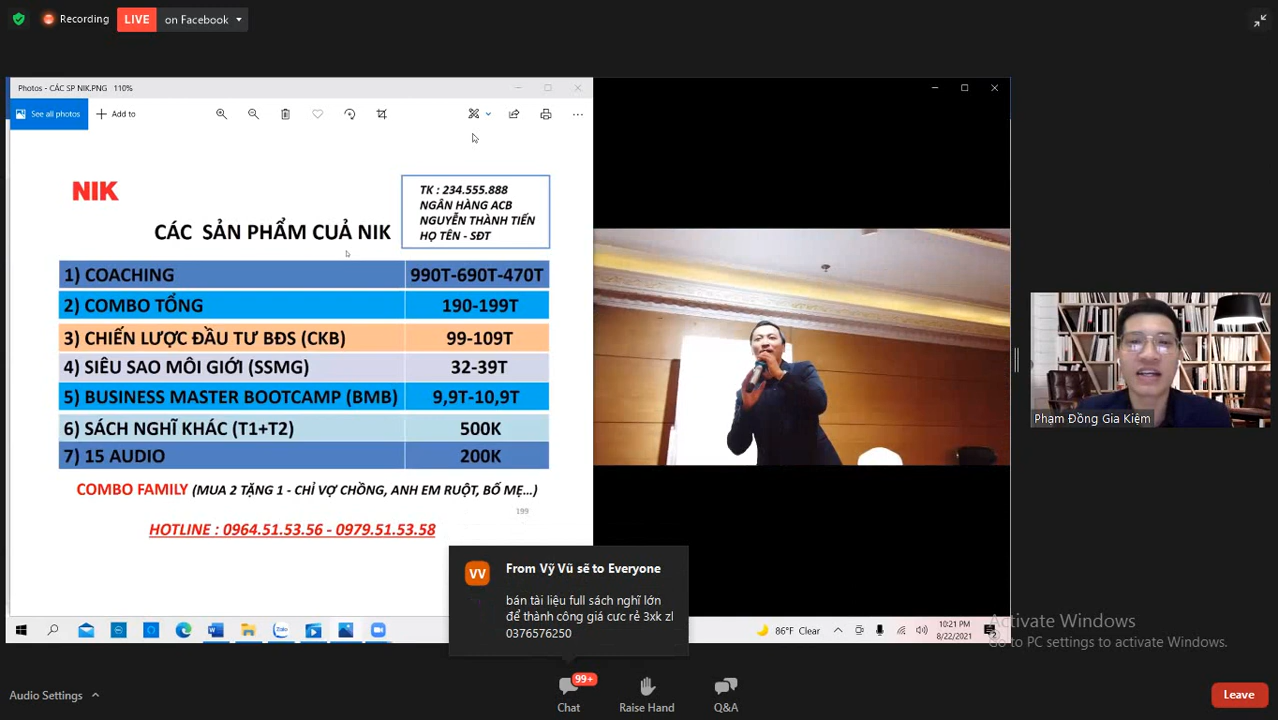 Recording
LIVE
on Facebook
Photos - CÁC SP NIK.PNG 110%
See all photos
Add to
NIK
TK : 234.555.888
NGÂN HÀNG ACB
NGUYỄN THÀNH TIẾN
HỌ TÊN - SĐT
CÁC SẢN PHẨM CUẢ NIK
1) COACHING 990T-690T-470T
2) COMBO TỔNG 190-199T
3) CHIẾN LƯỢC ĐẦU TƯ BĐS (CKB) 99-109T
4) SIÊU SAO MÔI GIỚI (SSMG) 32-39T
5) BUSINESS MASTER BOOTCAMP (BMB) 9,9T-10,9T
6) SÁCH NGHĨ KHÁC (T1+T2) 500K
7) 15 AUDIO 200K
COMBO FAMILY (MUA 2 TẶNG 1 - CHỈ VỢ CHỒNG, ANH EM RUỘT, BỐ MẸ...)
199
HOTLINE : 0964.51.53.56 - 0979.51.53.58
Phạm Đồng Gia Kiệm
VV
From Vỹ Vũ sẽ to Everyone
bán tài liệu full sách nghĩ lớn
để thành công giá cực rẻ 3xk zl
0376576250
Zalo
86°F Clear
10:21 PM
8/22/2021
Activate Windows
Go to PC settings to activate Windows.
Audio Settings
99+
Chat
Raise Hand
Q&A
Leave